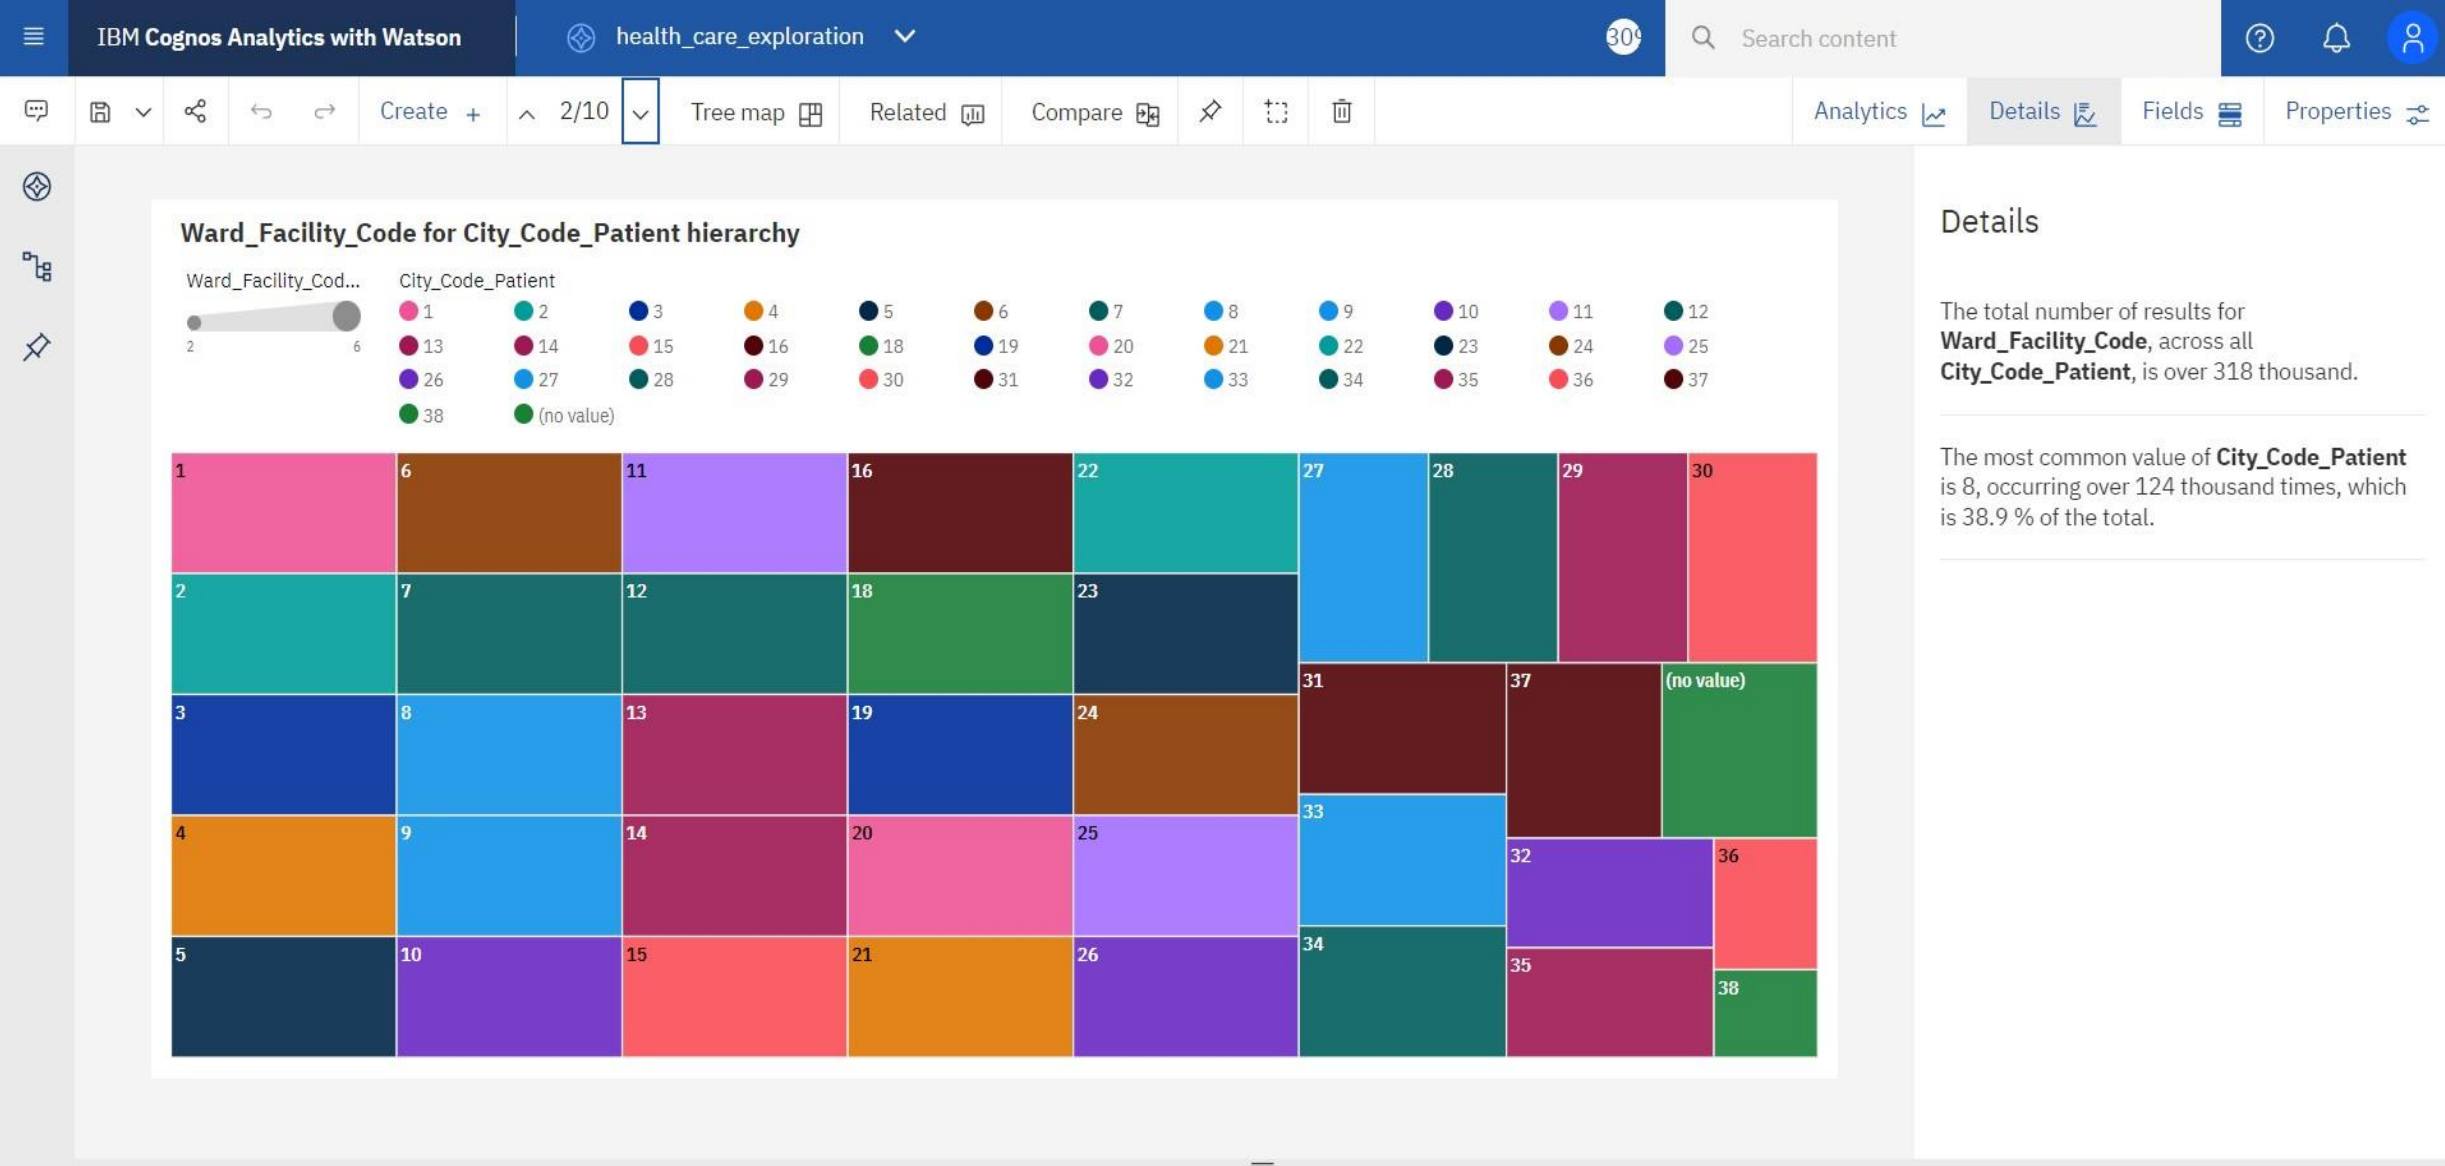 IBM Cognos Analytics with Watson
health_care_exploration
Search content
Create +
2/10
Tree map
Related
Compare
Analytics
Details
Fields
Properties
Ward_Facility_Code for City_Code_Patient hierarchy
Ward_Facility_Cod...
2 6
City_Code_Patient
1 2 3 4 5 6 7 8 9 10 11 12
13 14 15 16 18 19 20 21 22 23 24 25
26 27 28 29 30 31 32 33 34 35 36 37
38 (no value)
1 6 11 16 22 27 28 29 30
2 7 12 18 23
31 37 (no value)
3 8 13 19 24
33
4 9 14 20 25
32 36
34
5 10 15 21 26
35
38
Details
The total number of results for
Ward_Facility_Code, across all
City_Code_Patient, is over 318 thousand.
The most common value of City_Code_Patient
is 8, occurring over 124 thousand times, which
is 38.9 % of the total.